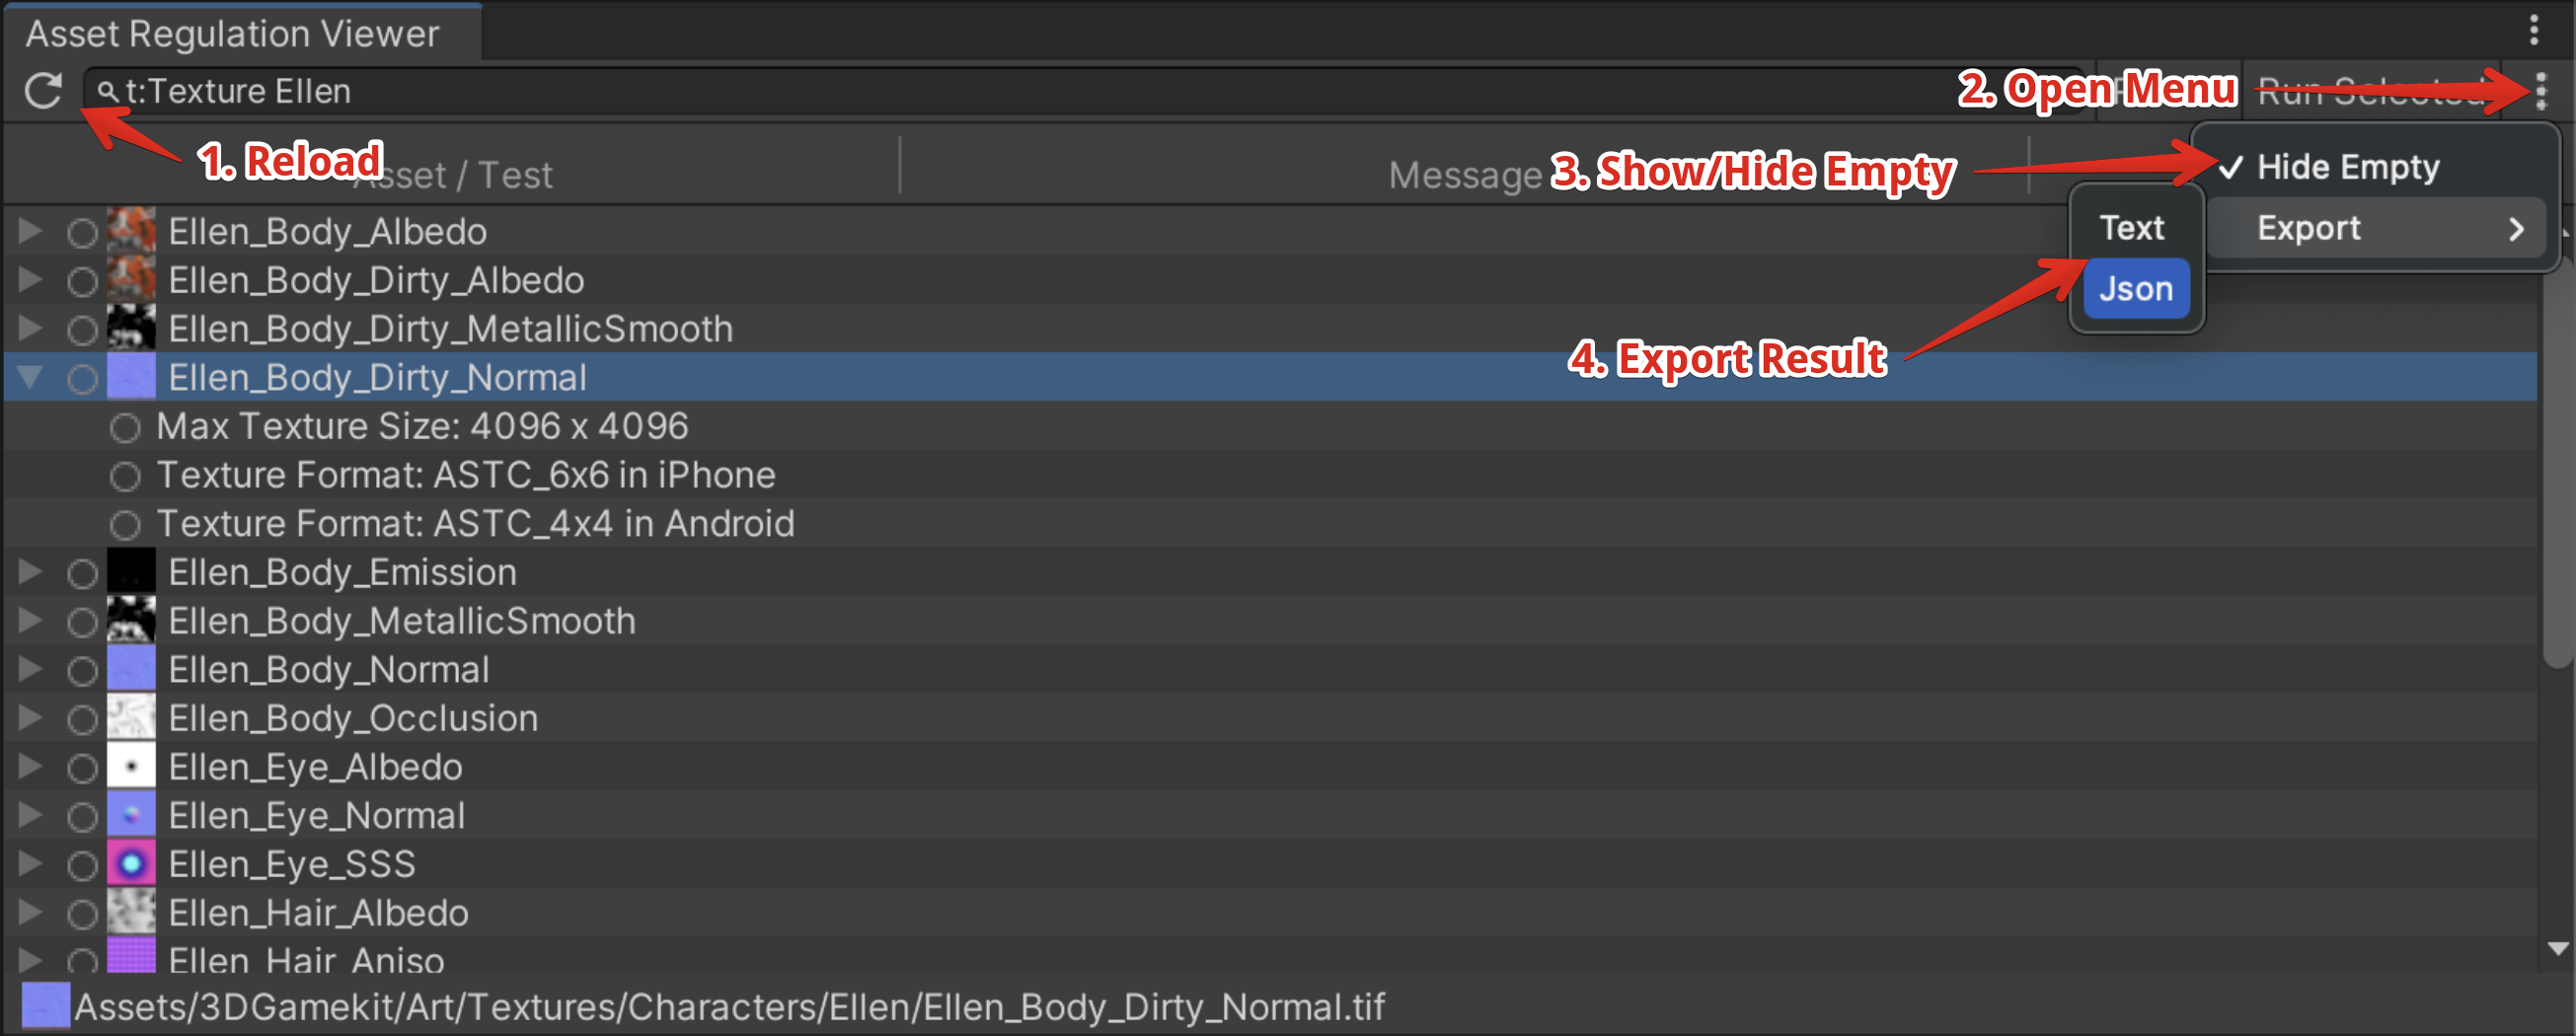 Asset Regulation Viewer
t:Texture Ellen
2. Open Menu
Run Selected
1. Reload
Asset / Test
Message
3. Show/Hide Empty
✓ Hide Empty
Text
Export
Json
4. Export Result
Ellen_Body_Albedo
Ellen_Body_Dirty_Albedo
Ellen_Body_Dirty_MetallicSmooth
Ellen_Body_Dirty_Normal
Max Texture Size: 4096 x 4096
Texture Format: ASTC_6x6 in iPhone
Texture Format: ASTC_4x4 in Android
Ellen_Body_Emission
Ellen_Body_MetallicSmooth
Ellen_Body_Normal
Ellen_Body_Occlusion
Ellen_Eye_Albedo
Ellen_Eye_Normal
Ellen_Eye_SSS
Ellen_Hair_Albedo
Ellen_Hair_Aniso
Assets/3DGamekit/Art/Textures/Characters/Ellen/Ellen_Body_Dirty_Normal.tif